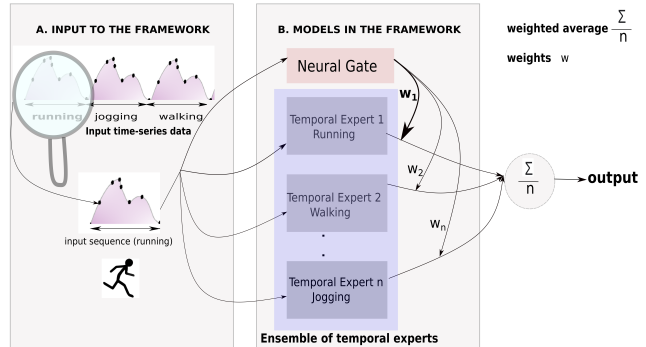 A. INPUT TO THE FRAMEWORK
running jogging walking
Input time-series data
input sequence (running)
B. MODELS IN THE FRAMEWORK
Neural Gate
w1
Temporal Expert 1
Running
w2
Temporal Expert 2
Walking
wn
Temporal Expert n
Jogging
Ensemble of temporal experts
Σ
n
output
weighted average Σ
n
weights w